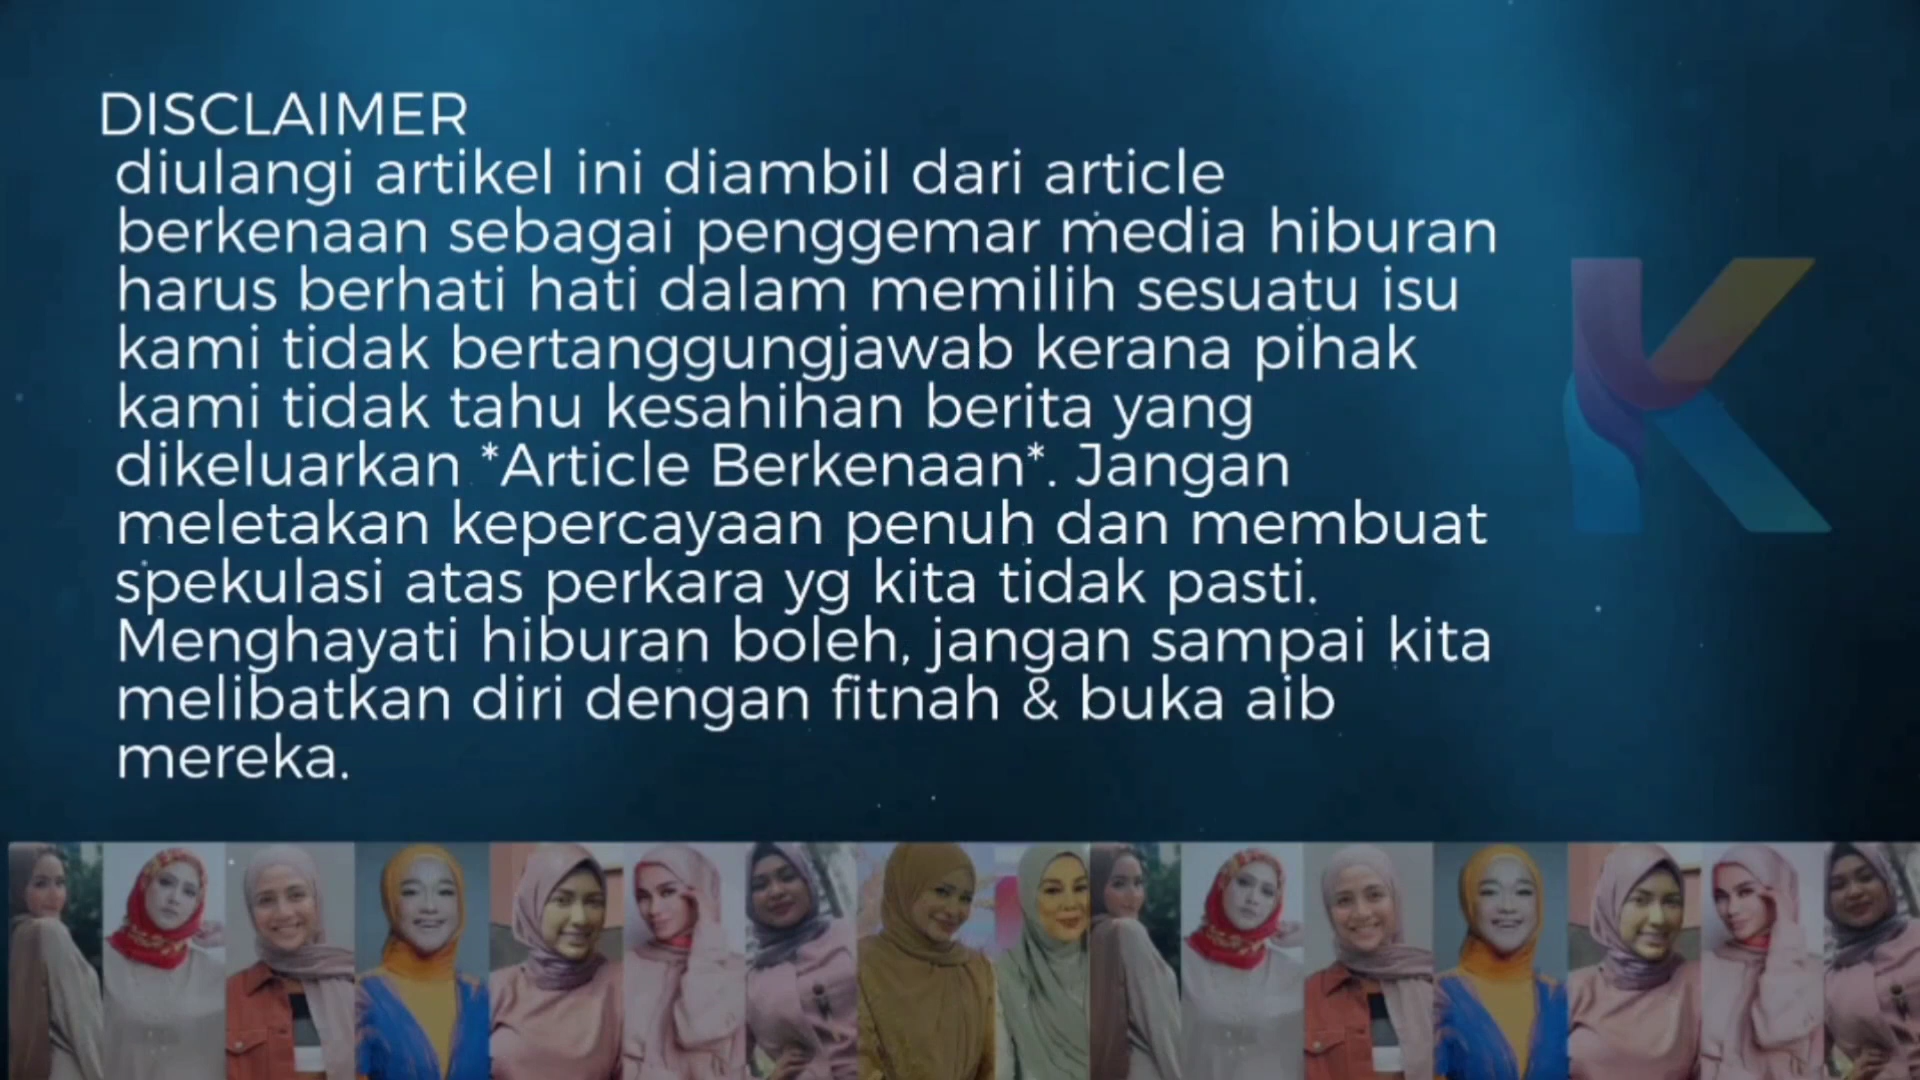 DISCLAIMER
diulangi artikel ini diambil dari article
berkenaan sebagai penggemar media hiburan
harus berhati hati dalam memilih sesuatu isu
kami tidak bertanggungjawab kerana pihak
kami tidak tahu kesahihan berita yang
dikeluarkan *Article Berkenaan*. Jangan
meletakan kepercayaan penuh dan membuat
spekulasi atas perkara yg kita tidak pasti.
Menghayati hiburan boleh, jangan sampai kita
melibatkan diri dengan fitnah & buka aib
mereka.
K